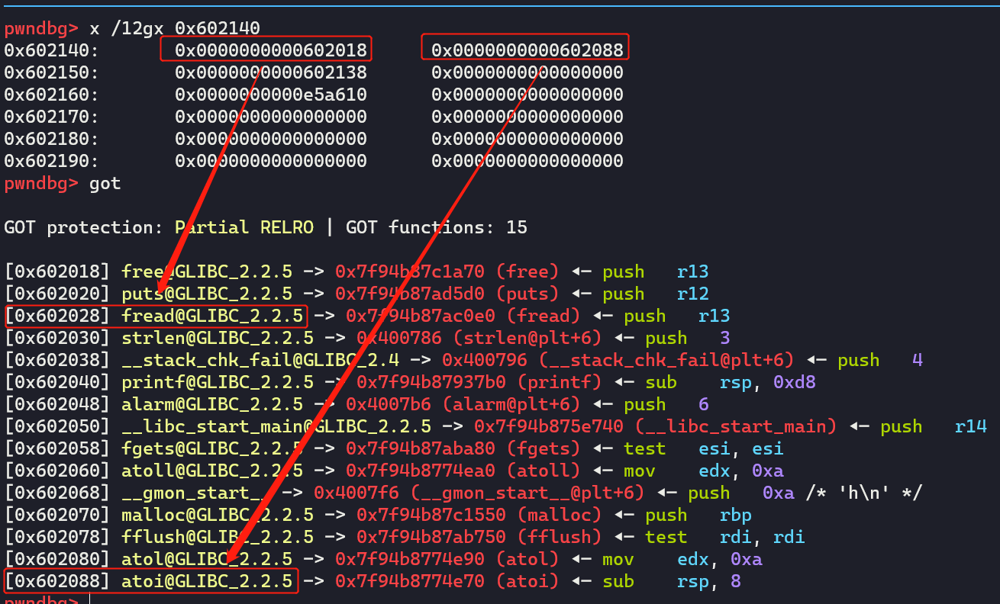 pwndbg> x /12gx 0x602140
0x602140: 0x0000000000602018 0x0000000000602088
0x602150: 0x0000000000602138 0x0000000000000000
0x602160: 0x0000000000e5a610 0x0000000000000000
0x602170: 0x0000000000000000 0x0000000000000000
0x602180: 0x0000000000000000 0x0000000000000000
0x602190: 0x0000000000000000 0x0000000000000000
pwndbg> got
GOT protection: Partial RELRO | GOT functions: 15
[0x602018] free@GLIBC_2.2.5 -> 0x7f94b87c1a70 (free) ◂— push r13
[0x602020] puts@GLIBC_2.2.5 -> 0x7f94b87ad5d0 (puts) ◂— push r12
[0x602028] fread@GLIBC_2.2.5 -> 0x7f94b87ac0e0 (fread) ◂— push r13
[0x602030] strlen@GLIBC_2.2.5 -> 0x400786 (strlen@plt+6) ◂— push 3
[0x602038] __stack_chk_fail@GLIBC_2.4 -> 0x400796 (__stack_chk_fail@plt+6) ◂— push 4
[0x602040] printf@GLIBC_2.2.5 -> 0x7f94b87937b0 (printf) ◂— sub rsp, 0xd8
[0x602048] alarm@GLIBC_2.2.5 -> 0x4007b6 (alarm@plt+6) ◂— push 6
[0x602050] __libc_start_main@GLIBC_2.2.5 -> 0x7f94b875e740 (__libc_start_main) ◂— push r14
[0x602058] fgets@GLIBC_2.2.5 -> 0x7f94b87aba80 (fgets) ◂— test esi, esi
[0x602060] atoll@GLIBC_2.2.5 -> 0x7f94b8774ea0 (atoll) ◂— mov edx, 0xa
[0x602068] __gmon_start__ -> 0x4007f6 (__gmon_start__@plt+6) ◂— push 0xa /* 'h\n' */
[0x602070] malloc@GLIBC_2.2.5 -> 0x7f94b87c1550 (malloc) ◂— push rbp
[0x602078] fflush@GLIBC_2.2.5 -> 0x7f94b87ab750 (fflush) ◂— test rdi, rdi
[0x602080] atol@GLIBC_2.2.5 -> 0x7f94b8774e90 (atol) ◂— mov edx, 0xa
[0x602088] atoi@GLIBC_2.2.5 -> 0x7f94b8774e70 (atoi) ◂— sub rsp, 8
pwndbg>